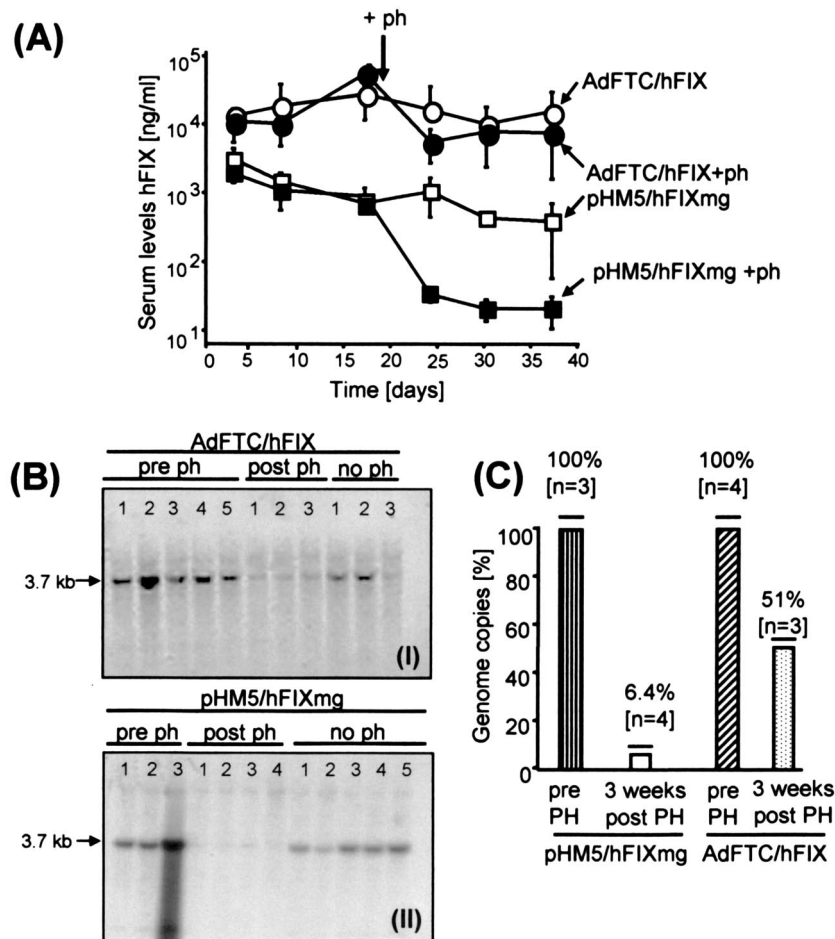 (A)
+ ph
Serum levels hFIX [ng/ml]
10^5
10^4
10^3
10^2
10^1
0 5 10 15 20 25 30 35 40
Time [days]
AdFTC/hFIX
AdFTC/hFIX+ph
pHM5/hFIXmg
pHM5/hFIXmg +ph
(B)
AdFTC/hFIX
pre ph post ph no ph
1 2 3 4 5 1 2 3 1 2 3
3.7 kb
(I)
pHM5/hFIXmg
pre ph post ph no ph
1 2 3 1 2 3 4 1 2 3 4 5
3.7 kb
(II)
(C)
100% 100%
[n=3] [n=4]
51%
[n=3]
6.4%
[n=4]
Genome copies [%]
100
80
60
40
20
0
pre 3 weeks pre 3 weeks
PH post PH PH post PH
pHM5/hFIXmg AdFTC/hFIX